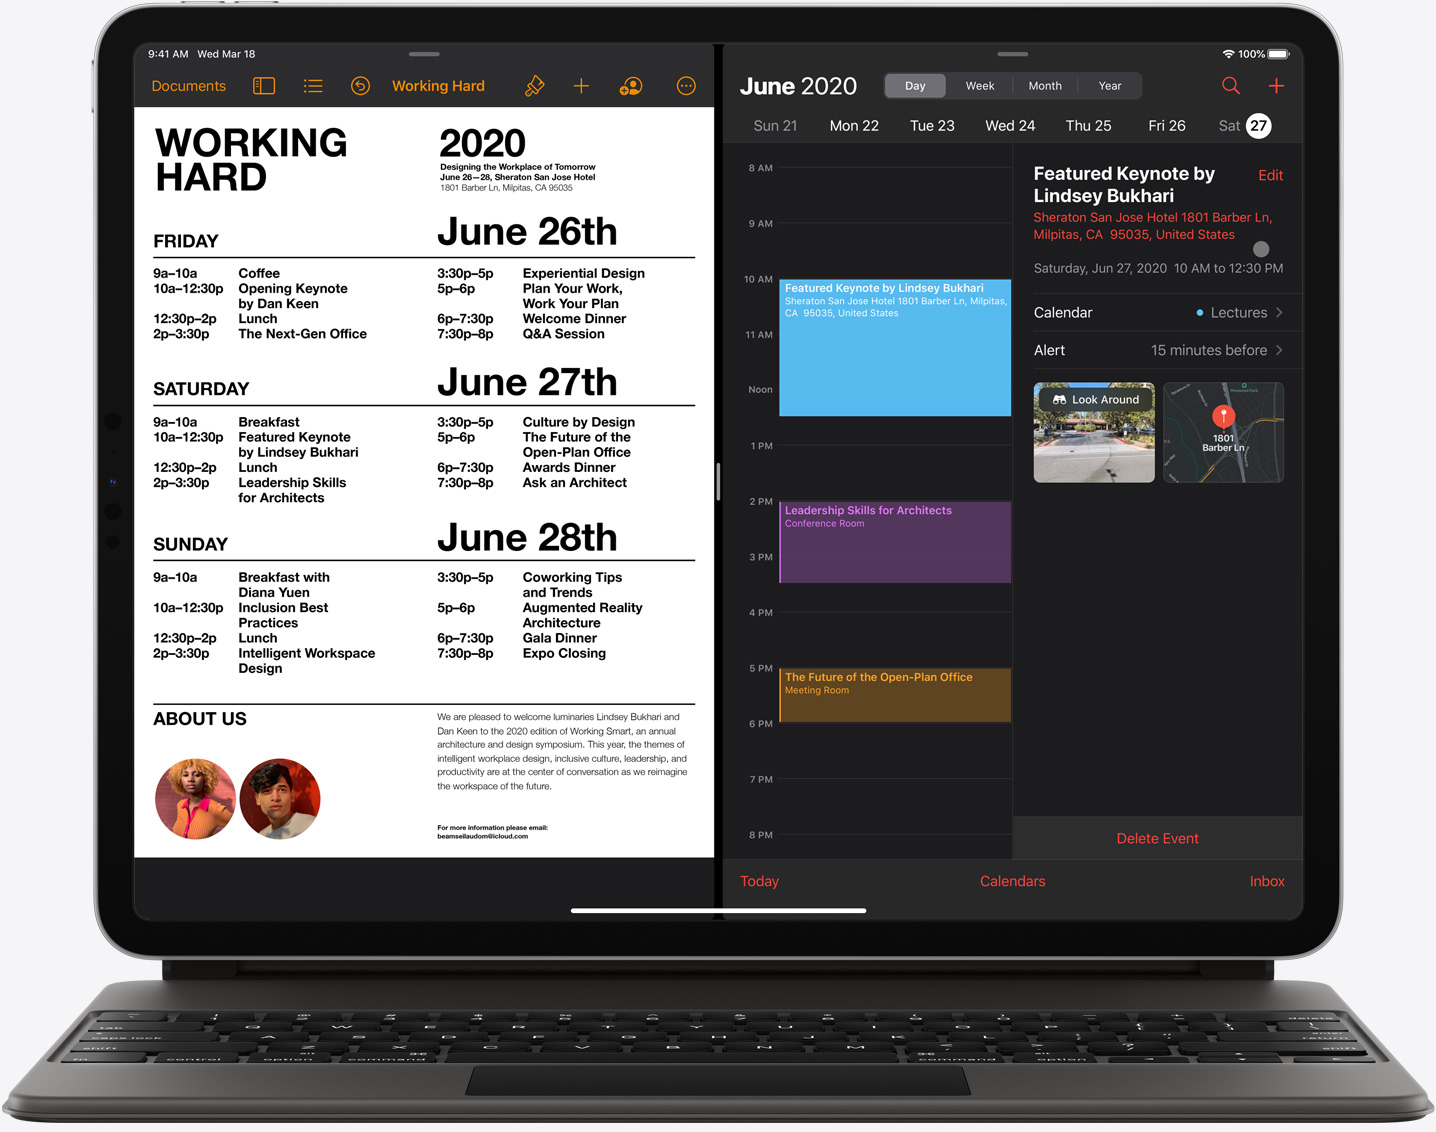 9:41 AM Wed Mar 18
100%
Documents
Working Hard
WORKING
HARD
2020
Designing the Workplace of Tomorrow
June 26—28, Sheraton San Jose Hotel
1801 Barber Ln, Milpitas, CA 95035
FRIDAY
June 26th
9a–10a Coffee
10a–12:30p Opening Keynote
by Dan Keen
12:30p–2p Lunch
2p–3:30p The Next-Gen Office
3:30p–5p Experiential Design
5p–6p Plan Your Work,
Work Your Plan
6p–7:30p Welcome Dinner
7:30p–8p Q&A Session
SATURDAY
June 27th
9a–10a Breakfast
10a–12:30p Featured Keynote
by Lindsey Bukhari
12:30p–2p Lunch
2p–3:30p Leadership Skills
for Architects
3:30p–5p Culture by Design
5p–6p The Future of the
Open-Plan Office
6p–7:30p Awards Dinner
7:30p–8p Ask an Architect
SUNDAY
June 28th
9a–10a Breakfast with
Diana Yuen
10a–12:30p Inclusion Best
Practices
12:30p–2p Lunch
2p–3:30p Intelligent Workspace
Design
3:30p–5p Coworking Tips
and Trends
5p–6p Augmented Reality
Architecture
6p–7:30p Gala Dinner
7:30p–8p Expo Closing
ABOUT US
We are pleased to welcome luminaries Lindsey Bukhari and
Dan Keen to the 2020 edition of Working Smart, an annual
architecture and design symposium. This year, the themes of
intelligent workplace design, inclusive culture, leadership, and
productivity are at the center of conversation as we reimagine
the workspace of the future.
For more information please email:
beamseilaudom@icloud.com
June 2020
Day Week Month Year
Sun 21 Mon 22 Tue 23 Wed 24 Thu 25 Fri 26 Sat 27
8 AM
9 AM
10 AM
11 AM
Noon
1 PM
2 PM
3 PM
4 PM
5 PM
6 PM
7 PM
8 PM
Featured Keynote by Lindsey Bukhari
Sheraton San Jose Hotel 1801 Barber Ln, Milpitas,
CA 95035, United States
Leadership Skills for Architects
Conference Room
The Future of the Open-Plan Office
Meeting Room
Featured Keynote by
Lindsey Bukhari
Edit
Sheraton San Jose Hotel 1801 Barber Ln,
Milpitas, CA 95035, United States
Saturday, Jun 27, 2020 10 AM to 12:30 PM
Calendar Lectures
Alert 15 minutes before
Look Around
1801
Barber Ln
Delete Event
Today Calendars Inbox
delete
tab Q W E R T Y U I O P
caps lock A S D F G H J K L return
shift Z X C V B N M shift
fn control alt option command command alt option